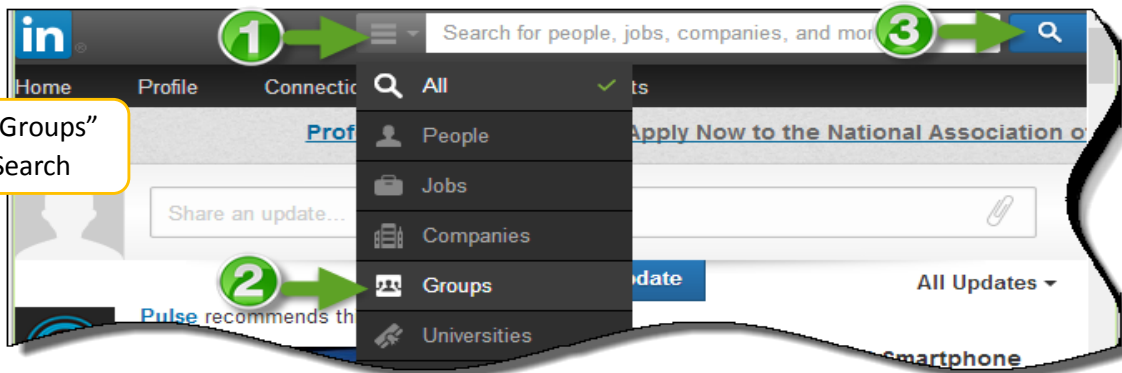 in ®
1
Search for people, jobs, companies, and mor
3
Home Profile Connectio ts
All
Groups"
Search
Prof Apply Now to the National Association o
People
Jobs
Share an update...
Companies
2
Groups
pdate
All Updates
Pulse recommends th
Universities
Smartphone